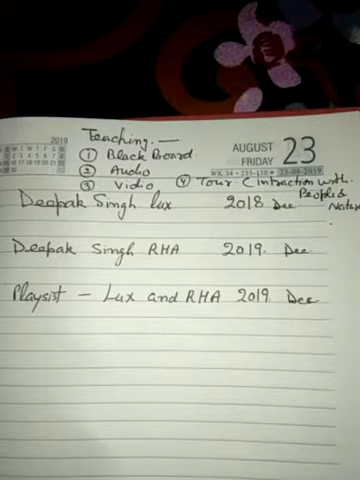 2019
AUGUST 23
FRIDAY
WK 34 • 235-130 • 23-08-2019
Teaching. —
① Black Board.
② Audio
③ Vidio ④ Tour (Intraction with People & Nature
Deepak Singh lux 2018 Dec
Deepak Singh RHA 2019. Dec
Playsist — Lux and RHA 2019 Dec